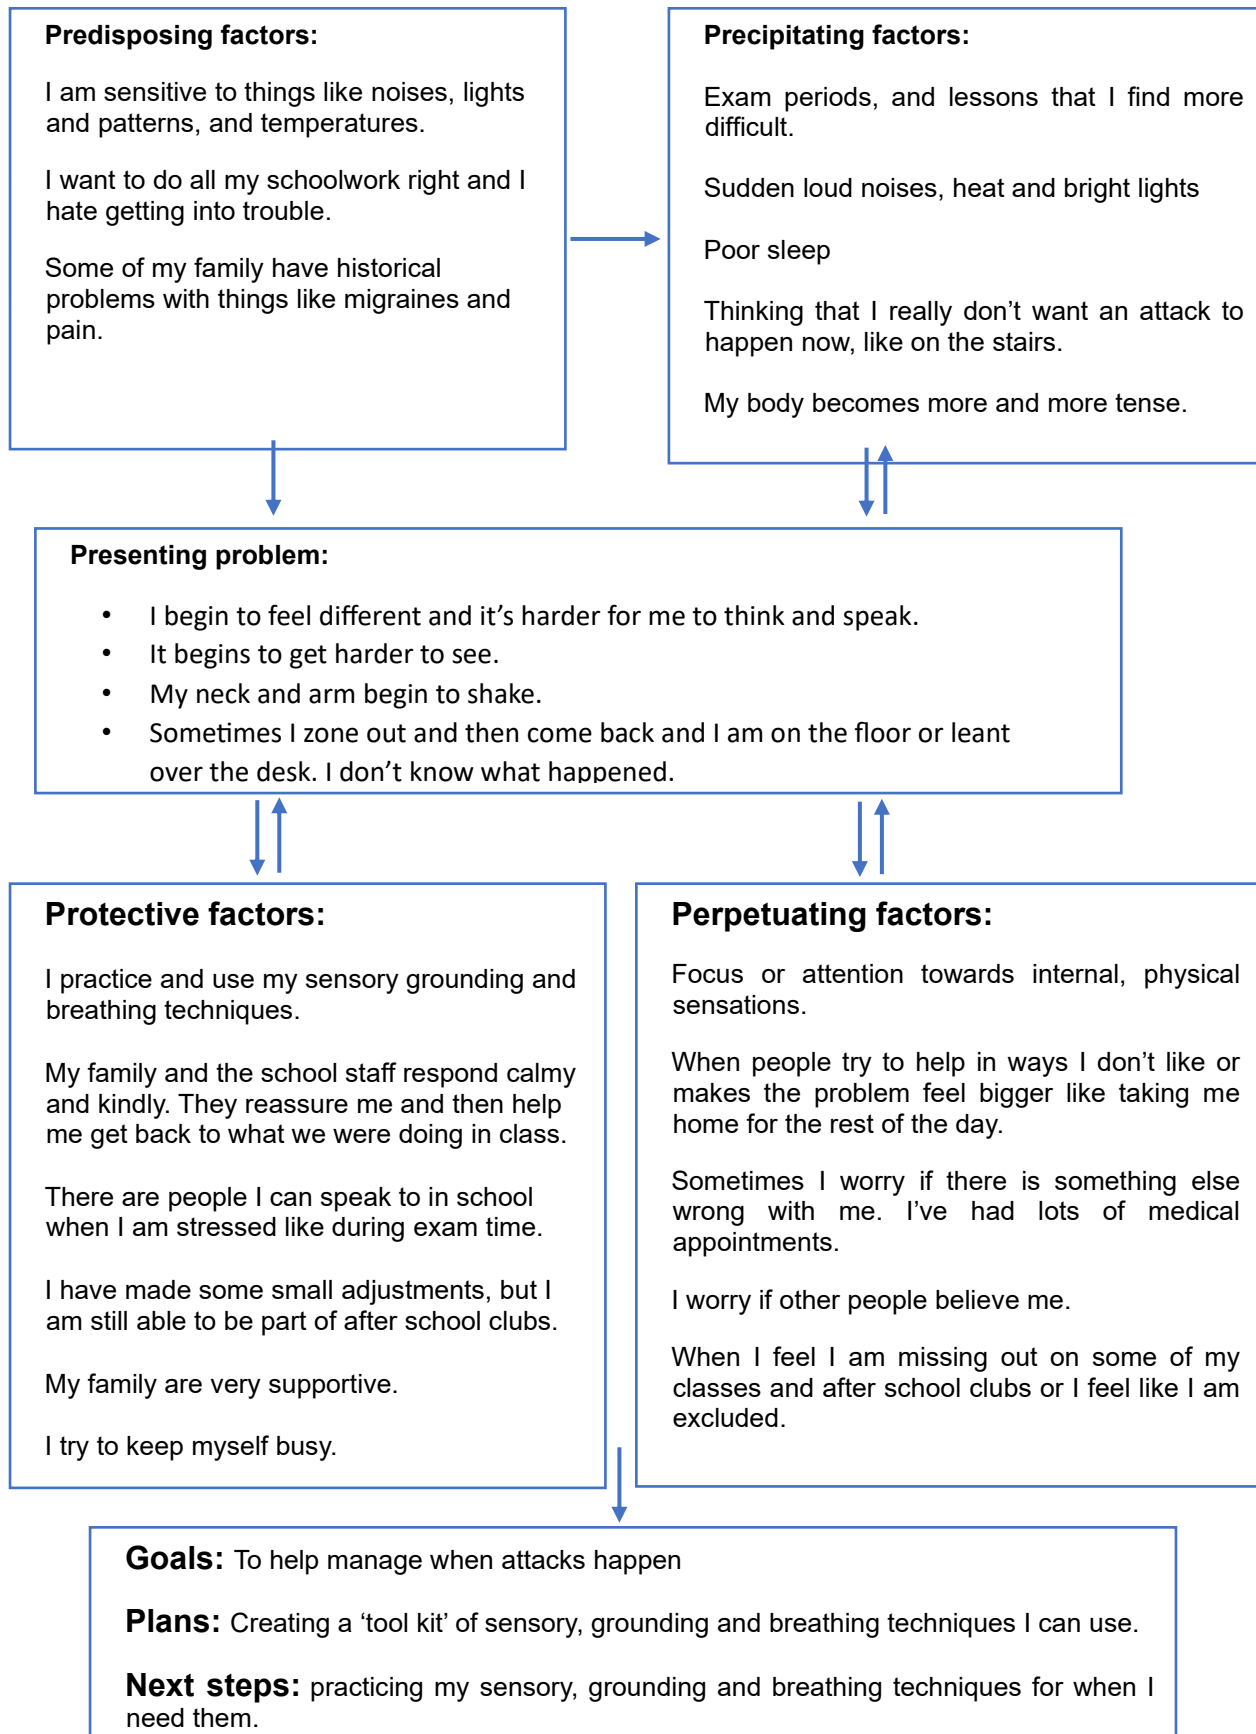 Predisposing factors:
I am sensitive to things like noises, lights
and patterns, and temperatures.
I want to do all my schoolwork right and I
hate getting into trouble.
Some of my family have historical
problems with things like migraines and
pain.
Precipitating factors:
Exam periods, and lessons that I find more
difficult.
Sudden loud noises, heat and bright lights
Poor sleep
Thinking that I really don’t want an attack to
happen now, like on the stairs.
My body becomes more and more tense.
Presenting problem:
• I begin to feel different and it’s harder for me to think and speak.
• It begins to get harder to see.
• My neck and arm begin to shake.
• Sometimes I zone out and then come back and I am on the floor or leant
over the desk. I don’t know what happened.
Protective factors:
I practice and use my sensory grounding and
breathing techniques.
My family and the school staff respond calmy
and kindly. They reassure me and then help
me get back to what we were doing in class.
There are people I can speak to in school
when I am stressed like during exam time.
I have made some small adjustments, but I
am still able to be part of after school clubs.
My family are very supportive.
I try to keep myself busy.
Perpetuating factors:
Focus or attention towards internal, physical
sensations.
When people try to help in ways I don’t like or
makes the problem feel bigger like taking me
home for the rest of the day.
Sometimes I worry if there is something else
wrong with me. I’ve had lots of medical
appointments.
I worry if other people believe me.
When I feel I am missing out on some of my
classes and after school clubs or I feel like I am
excluded.
Goals: To help manage when attacks happen
Plans: Creating a ‘tool kit’ of sensory, grounding and breathing techniques I can use.
Next steps: practicing my sensory, grounding and breathing techniques for when I
need them.